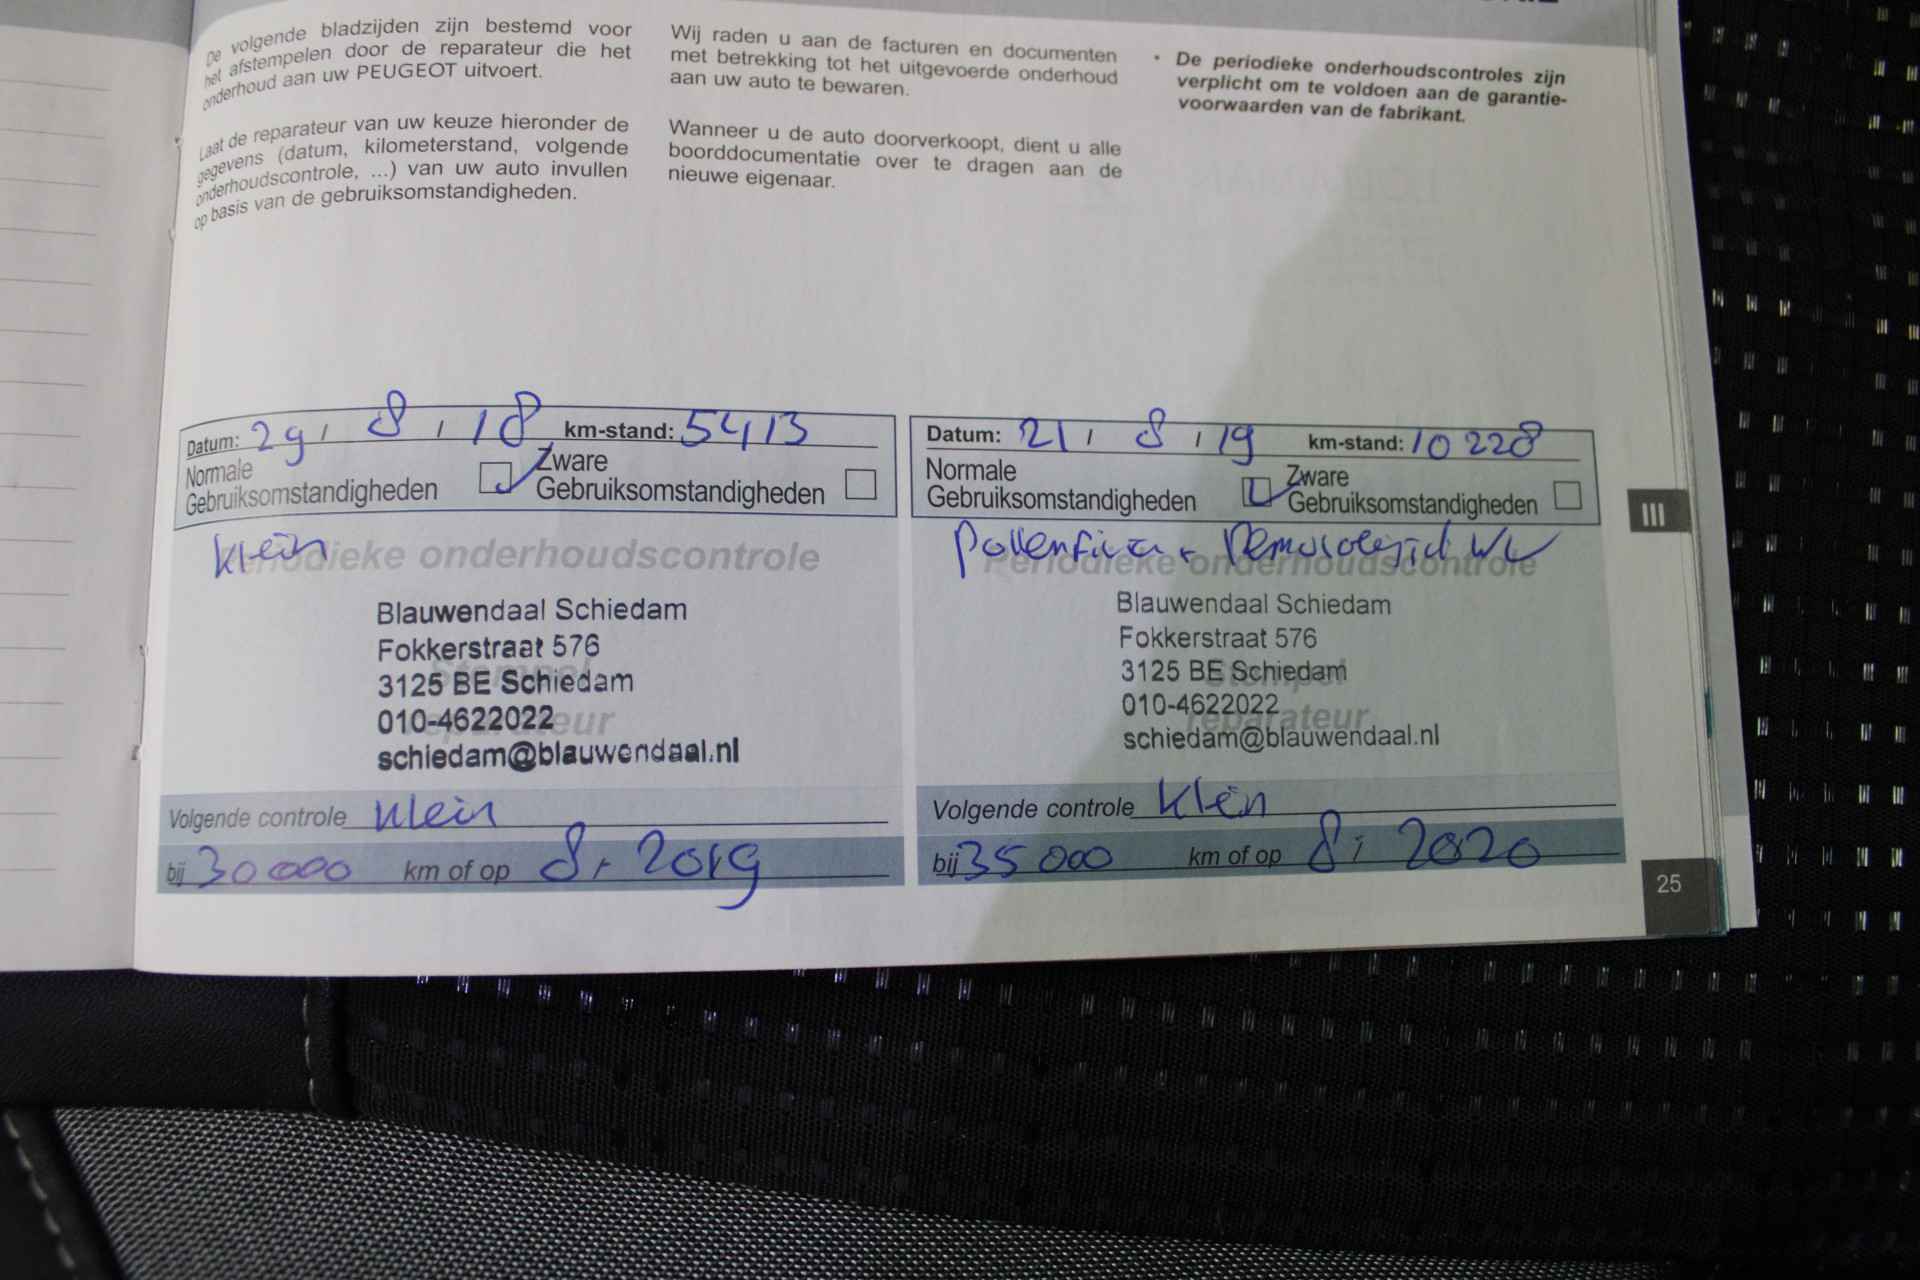 De volgende bladzijden zijn bestemd voor
het afstempelen door de reparateur die het
onderhoud aan uw PEUGEOT uitvoert.
Laat de reparateur van uw keuze hieronder de
gegevens (datum, kilometerstand, volgende
onderhoudscontrole, ...) van uw auto invullen
op basis van de gebruiksomstandigheden.
Wij raden u aan de facturen en documenten
met betrekking tot het uitgevoerde onderhoud
aan uw auto te bewaren.
Wanneer u de auto doorverkoopt, dient u alle
boorddocumentatie over te dragen aan de
nieuwe eigenaar.
• De periodieke onderhoudscontroles zijn
verplicht om te voldoen aan de garantie-
voorwaarden van de fabrikant.
Datum: 29 / 8 / 18 km-stand: 5413
Normale
Gebruiksomstandigheden
Zware
Gebruiksomstandigheden
Klein
Periodieke onderhoudscontrole
Blauwendaal Schiedam
Fokkerstraat 576
3125 BE Schiedam
010-4622022
schiedam@blauwendaal.nl
Stempel
reparateur
Volgende controle Klein
bij 30000 km of op 8, 2019
Datum: 21 / 8 / 19 km-stand: 10228
Normale
Gebruiksomstandigheden
Zware
Gebruiksomstandigheden
Periodieke onderhoudscontrole
Blauwendaal Schiedam
Fokkerstraat 576
3125 BE Schiedam
010-4622022
schiedam@blauwendaal.nl
Stempel
reparateur
Volgende controle Klein
bij 35000 km of op 8, 2020
III
25